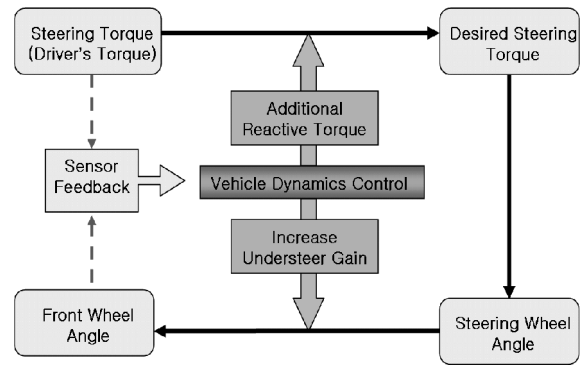 Steering Torque
(Driver's Torque)
Desired Steering
Torque
Additional
Reactive Torque
Sensor
Feedback
Vehicle Dynamics Control
Increase
Understeer Gain
Front Wheel
Angle
Steering Wheel
Angle